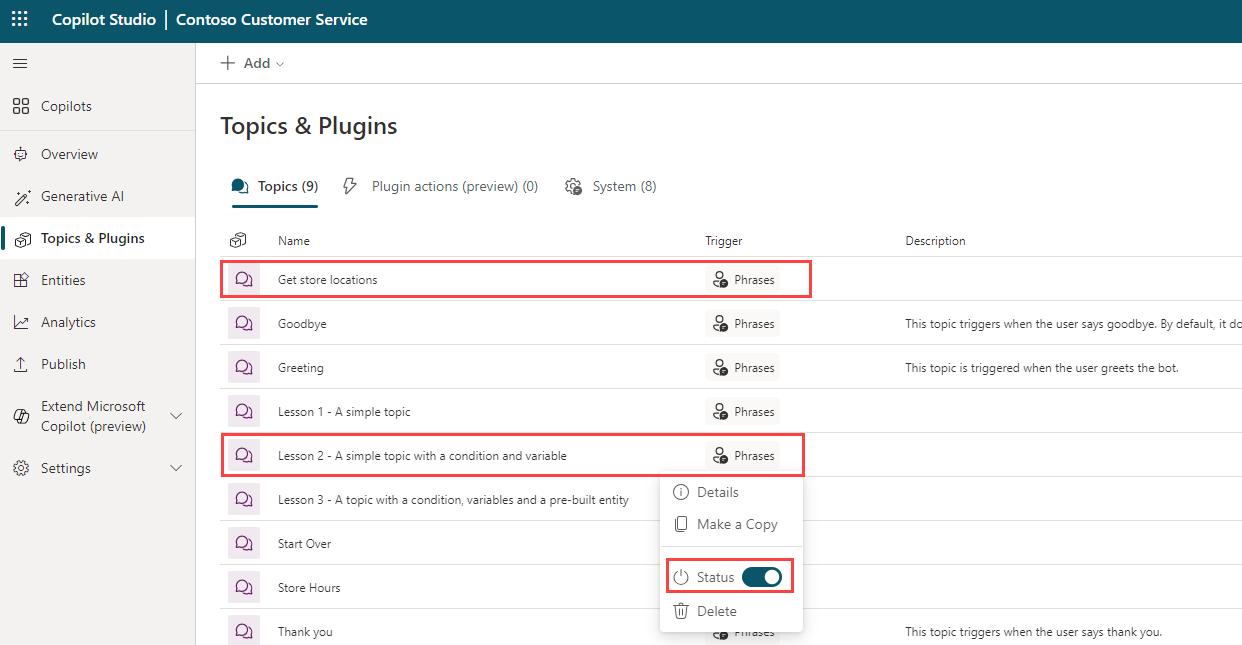 Copilot Studio | Contoso Customer Service
Add
Copilots
Overview
Generative AI
Topics & Plugins
Entities
Analytics
Publish
Extend Microsoft
Copilot (preview)
Settings
Topics & Plugins
Topics (9) Plugin actions (preview) (0) System (8)
Name Trigger Description
Get store locations Phrases
Goodbye Phrases This topic triggers when the user says goodbye. By default, it do
Greeting Phrases This topic is triggered when the user greets the bot.
Lesson 1 - A simple topic Phrases
Lesson 2 - A simple topic with a condition and variable Phrases
Lesson 3 - A topic with a condition, variables and a pre-built entity
Start Over
Store Hours
Thank you Phrases This topic triggers when the user says thank you.
Details
Make a Copy
Status
Delete